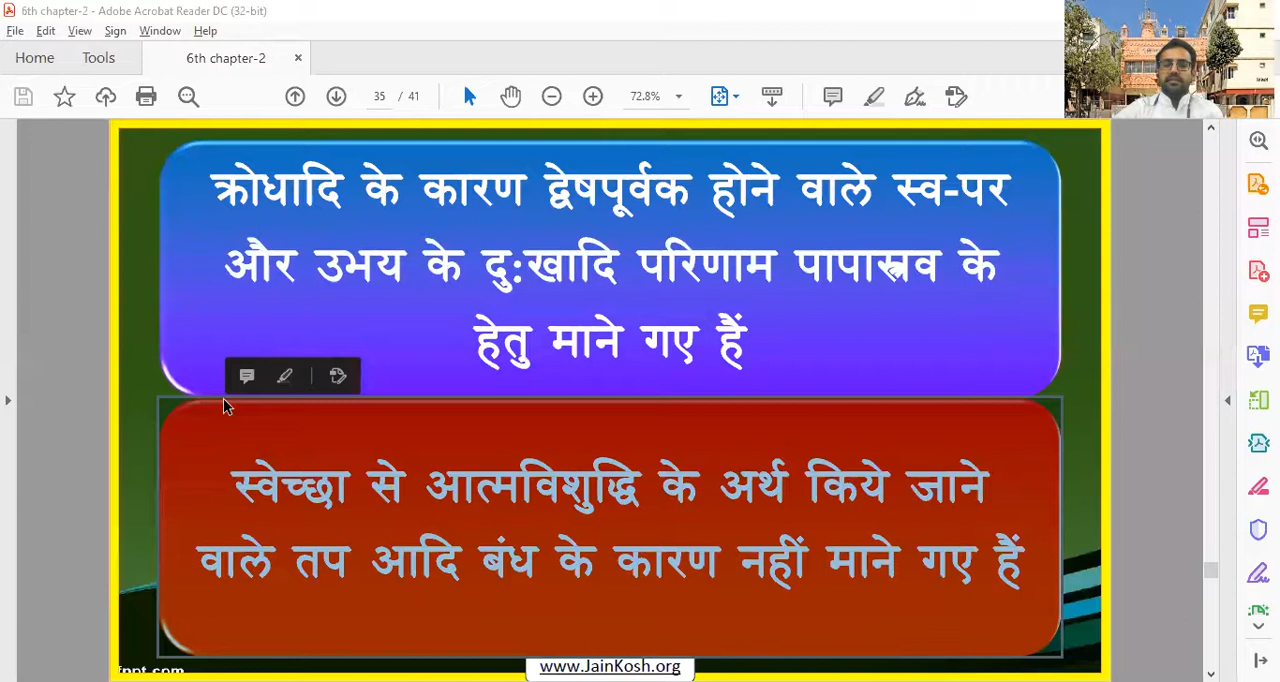 6th chapter-2 - Adobe Acrobat Reader DC (32-bit)
File Edit View Sign Window Help
Home Tools 6th chapter-2 ×
35 / 41 72.8%
क्रोधादि के कारण द्वेषपूर्वक होने वाले स्व-पर
और उभय के दुःखादि परिणाम पापास्त्रव के
हेतु माने गए हैं
स्वेच्छा से आत्मविशुद्धि के अर्थ किये जाने
वाले तप आदि बंध के कारण नहीं माने गए हैं
fppt.com
www.JainKosh.org